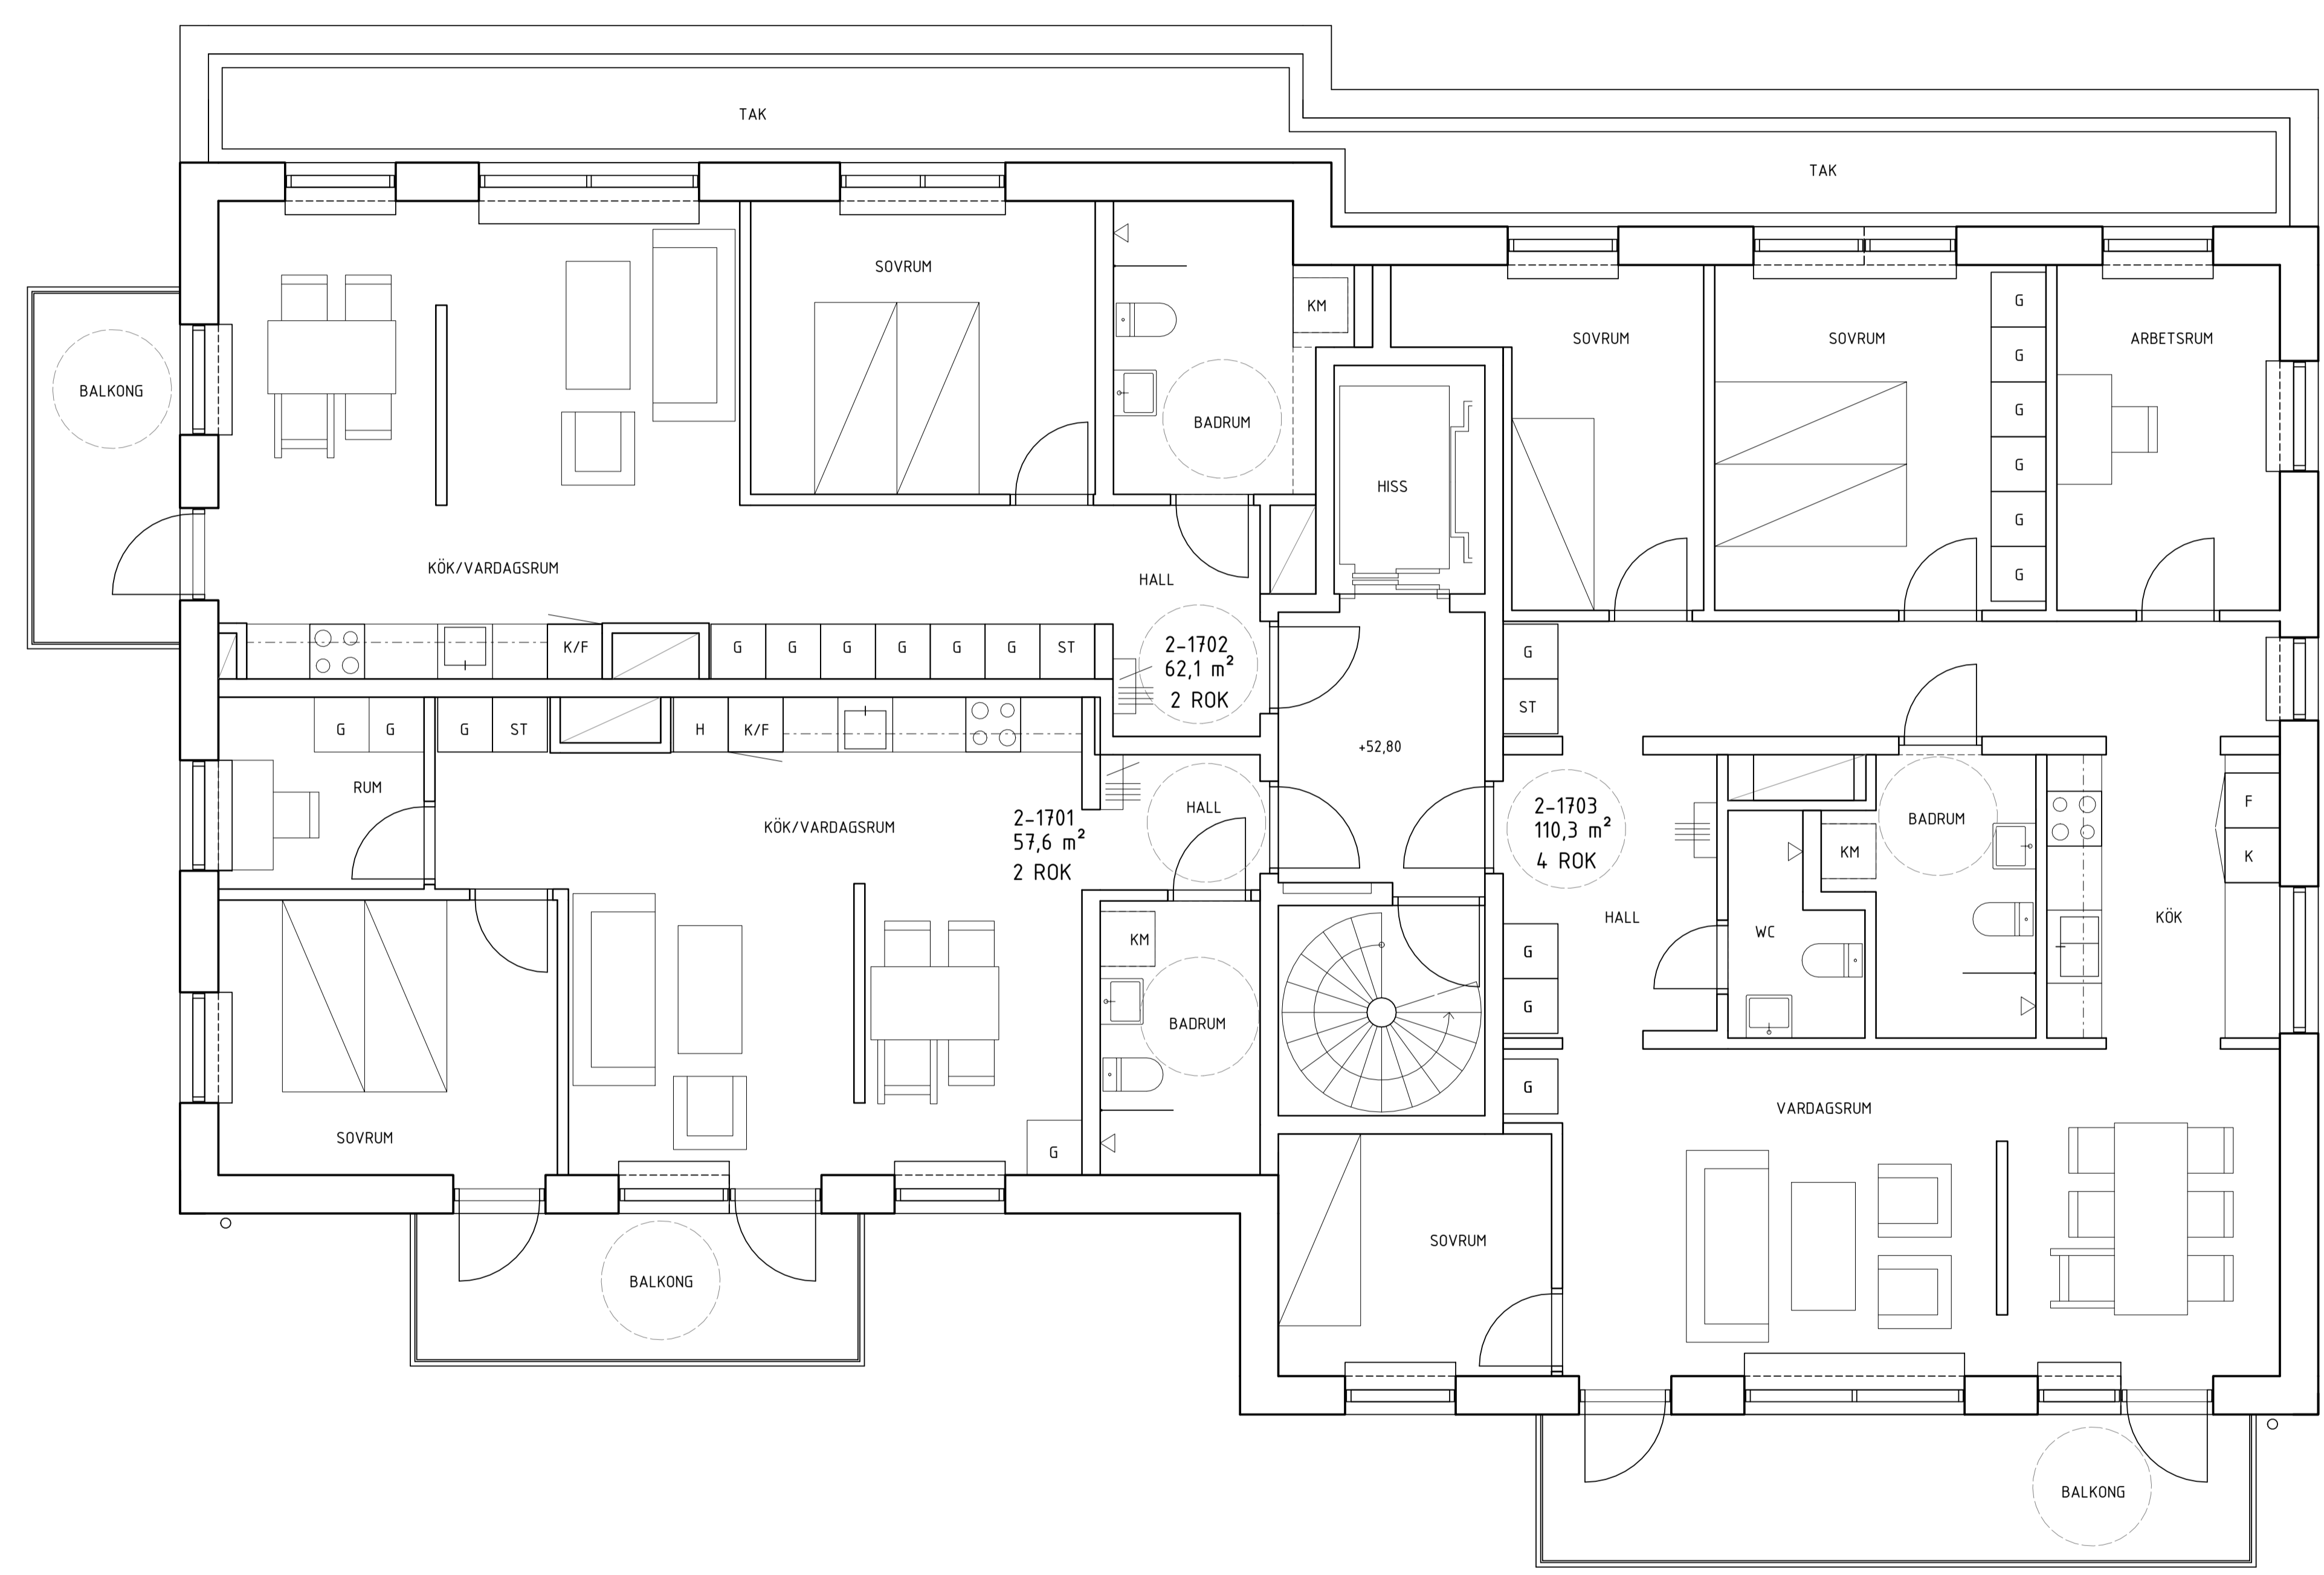 TAK
TAK
SOVRUM
KM
G
SOVRUM
SOVRUM
ARBETSRUM
G
BALKONG
G
BADRUM
G
HISS
G
KÖK/VARDAGSRUM
HALL
G
K/F
G
G
G
G
G
G
ST
2-1702
62,1 m²
2 ROK
G
ST
G
G
G
ST
H
K/F
+52,80
RUM
KÖK/VARDAGSRUM
2-1701
57,6 m²
2 ROK
HALL
2-1703
110,3 m²
4 ROK
BADRUM
KM
F
K
HALL
WC
KÖK
KM
G
G
BADRUM
G
VARDAGSRUM
SOVRUM
G
SOVRUM
BALKONG
BALKONG